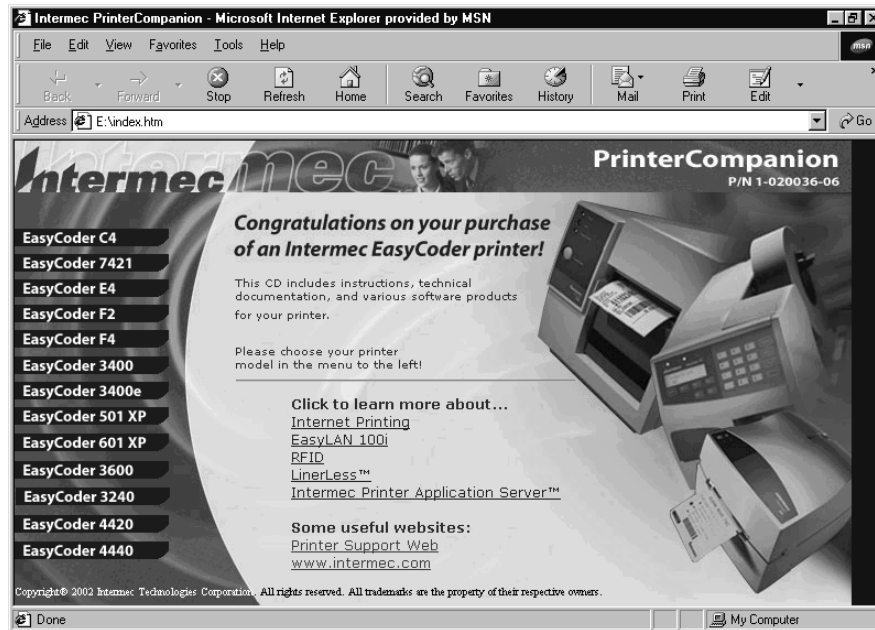 Intermec PrinterCompanion - Microsoft Internet Explorer provided by MSN
File Edit View Favorites Tools Help
msn
Back Forward Stop Refresh Home Search Favorites History Mail Print Edit
Address E:\index.htm Go
Intermec mec
PrinterCompanion
P/N 1-020036-06
EasyCoder C4
EasyCoder 7421
EasyCoder E4
EasyCoder F2
EasyCoder F4
EasyCoder 3400
EasyCoder 3400e
EasyCoder 501 XP
EasyCoder 601 XP
EasyCoder 3600
EasyCoder 3240
EasyCoder 4420
EasyCoder 4440
Congratulations on your purchase
of an Intermec EasyCoder printer!
This CD includes instructions, technical
documentation, and various software products
for your printer.
Please choose your printer
model in the menu to the left!
Click to learn more about...
Internet Printing
EasyLAN 100i
RFID
LinerLess™
Intermec Printer Application Server™
Some useful websites:
Printer Support Web
www.intermec.com
Copyright® 2002 Intermec Technologies Corporation. All rights reserved. All trademarks are the property of their respective owners.
Done My Computer